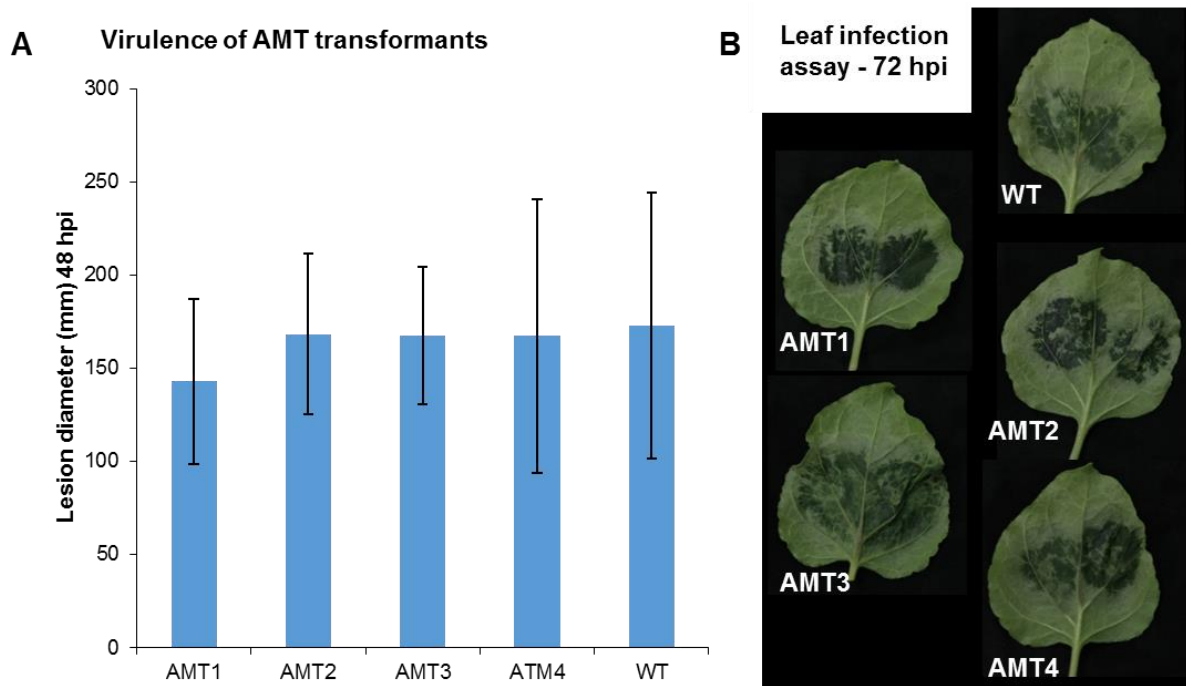 A
Virulence of AMT transformants
Lesion diameter (mm) 48 hpi
300
250
200
150
100
50
0
AMT1
AMT2
AMT3
ATM4
WT
B
Leaf infection
assay - 72 hpi
WT
AMT1
AMT2
AMT3
AMT4